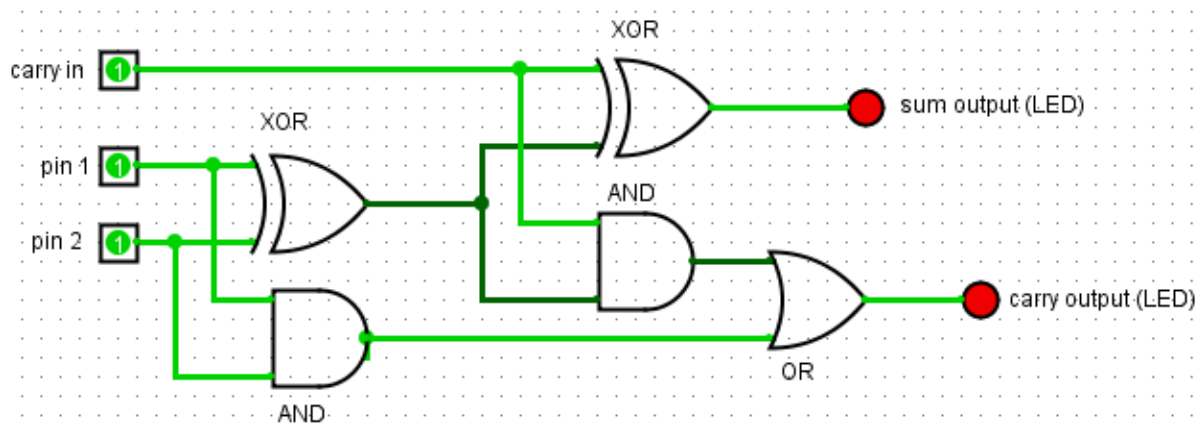 XOR
carry in 1
sum output (LED)
XOR
pin 1 1
AND
pin 2 1
carry output (LED)
OR
AND